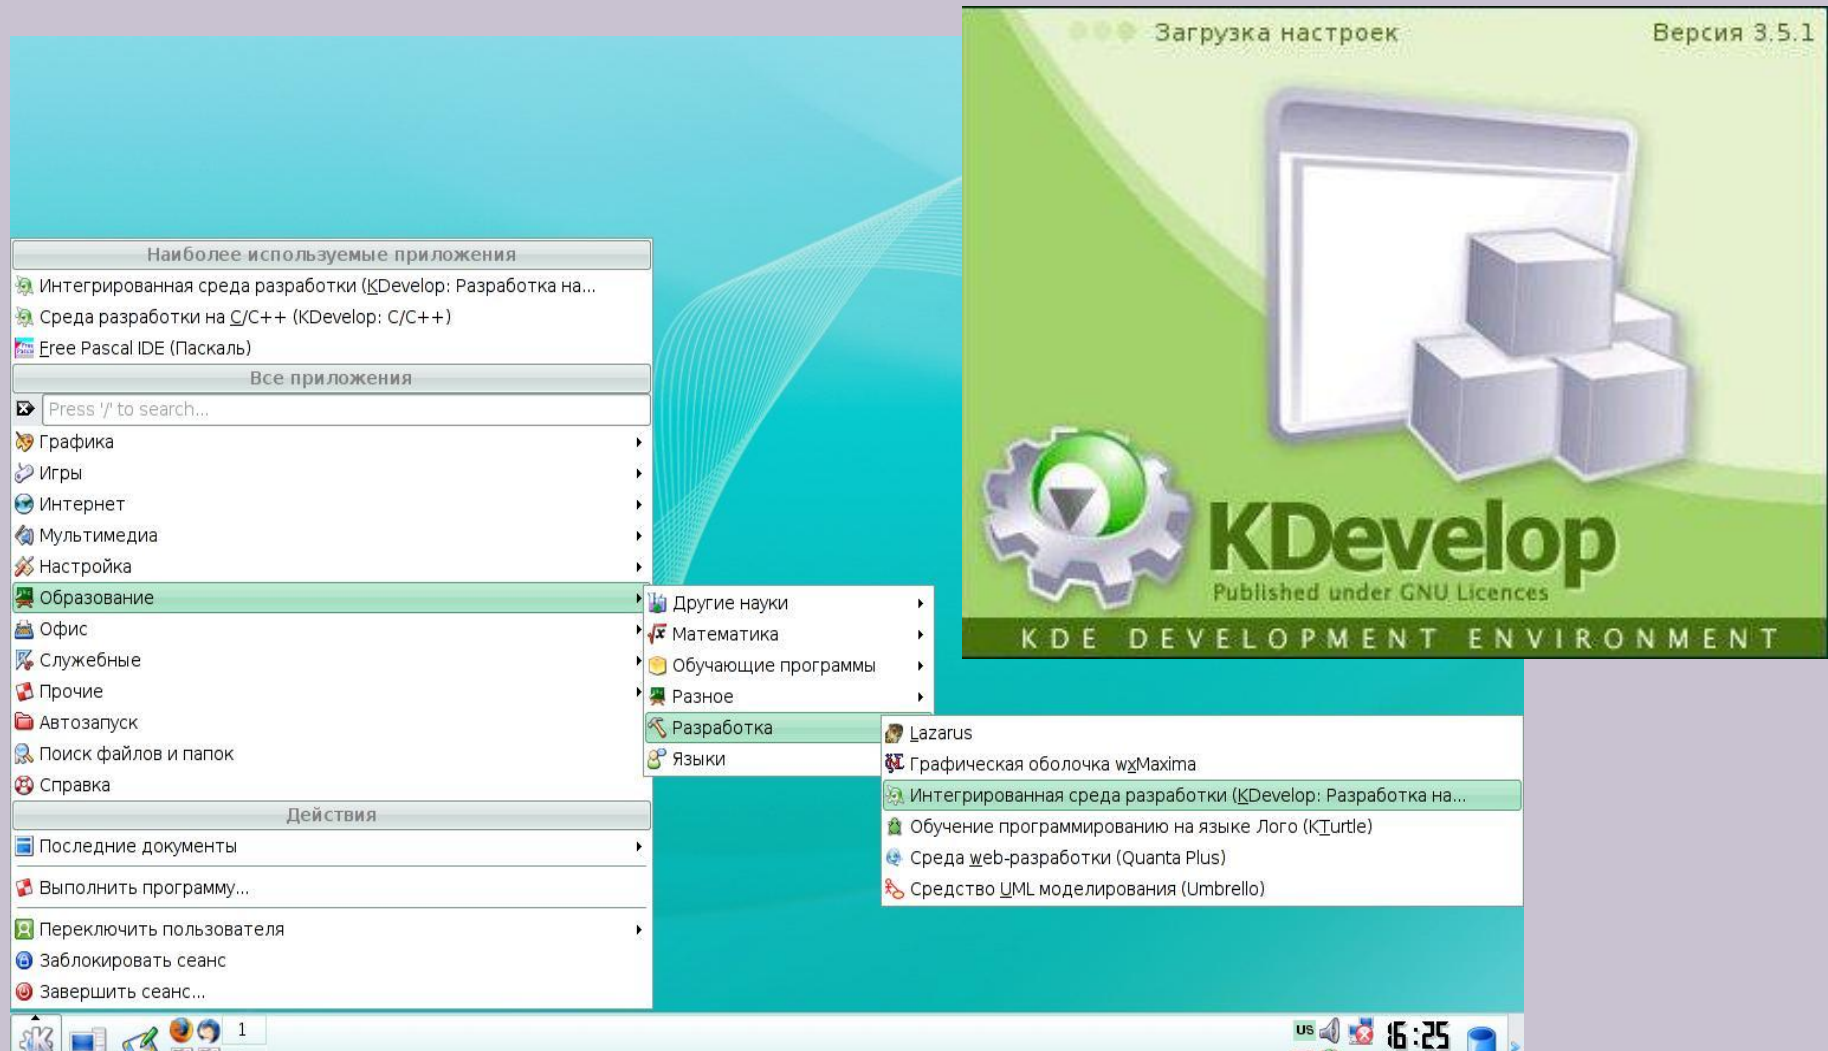 Загрузка настроек
Версия 3.5.1
KDevelop
Published under GNU Licences
KDE DEVELOPMENT ENVIRONMENT
Наиболее используемые приложения
Интегрированная среда разработки (KDevelop: Разработка на...
Среда разработки на C/C++ (KDevelop: C/C++)
Free Pascal IDE (Паскаль)
Все приложения
Press '/' to search...
Графика
Игры
Интернет
Мультимедиа
Настройка
Образование
Офис
Служебные
Прочие
Автозапуск
Поиск файлов и папок
Справка
Действия
Последние документы
Выполнить программу...
Переключить пользователя
Заблокировать сеанс
Завершить сеанс...
Другие науки
Математика
Обучающие программы
Разное
Разработка
Языки
Lazarus
Графическая оболочка wxMaxima
Интегрированная среда разработки (KDevelop: Разработка на...
Обучение программированию на языке Лого (KTurtle)
Среда web-разработки (Quanta Plus)
Средство UML моделирования (Umbrello)
1
US
16:25